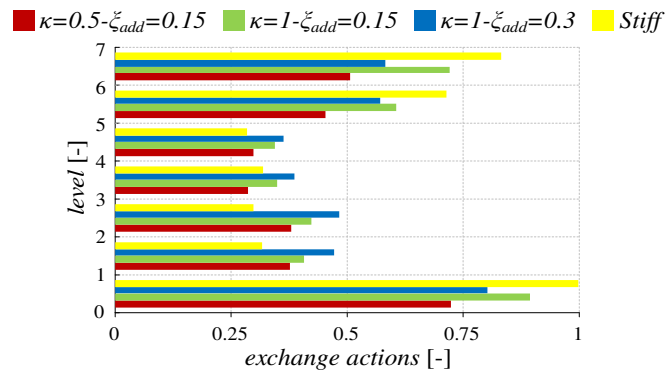 κ=0.5-ξadd=0.15 κ=1-ξadd=0.15 κ=1-ξadd=0.3 Stiff
7
6
5
4
3
2
1
0
level [-]
0 0.25 0.5 0.75 1
exchange actions [-]